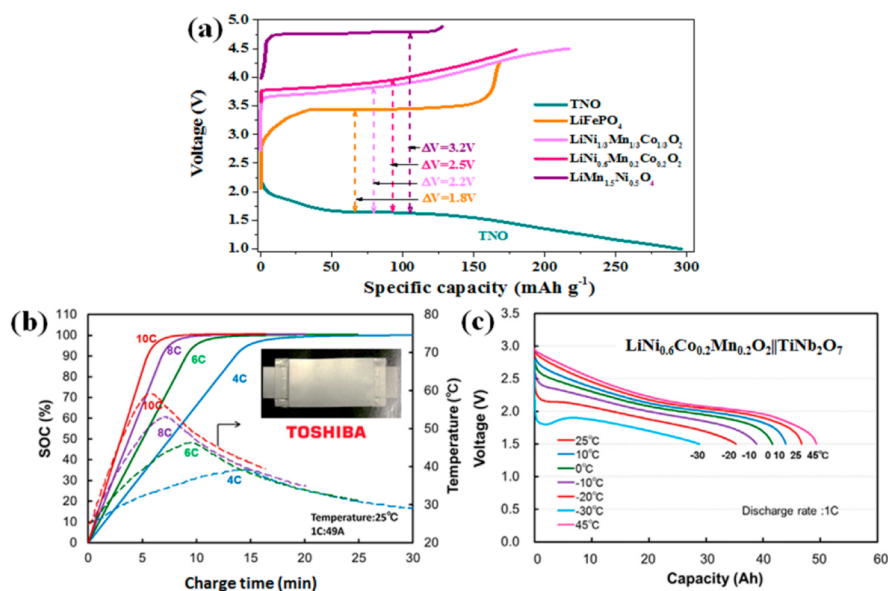 (a)
5.0
4.5
4.0
3.5
3.0
2.5
2.0
1.5
1.0
Voltage (V)
TNO
LiFePO4
LiNi1/3Mn1/3Co1/3O2
LiNi0.6Mn0.2Co0.2O2
LiMn1.5Ni0.5O4
ΔV=3.2V
ΔV=2.5V
ΔV=2.2V
ΔV=1.8V
TNO
0 50 100 150 200 250 300
Specific capacity (mAh g-1)
(b)
110
100
90
80
70
60
50
40
30
20
10
0
SOC (%)
10C
8C
6C
4C
10C
8C
6C
4C
TOSHIBA
Temperature:25℃
1C:49A
80
70
60
50
40
30
20
Temperature (℃)
0 5 10 15 20 25 30
Charge time (min)
(c)
3.5
3.0
2.5
2.0
1.5
1.0
0.5
0.0
Voltage (V)
LiNi0.6Co0.2Mn0.2O2||TiNb2O7
25℃
10℃
0℃
-10℃
-20℃
-30℃
45℃
-30 -20 -10 0 10 25 45℃
Discharge rate :1C
0 10 20 30 40 50 60
Capacity (Ah)